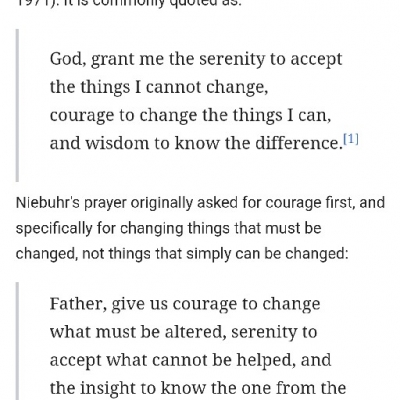 1971). It is commonly quoted as:
God, grant me the serenity to accept
the things I cannot change,
courage to change the things I can,
and wisdom to know the difference.[1]
Niebuhr's prayer originally asked for courage first, and
specifically for changing things that must be
changed, not things that simply can be changed:
Father, give us courage to change
what must be altered, serenity to
accept what cannot be helped, and
the insight to know the one from the